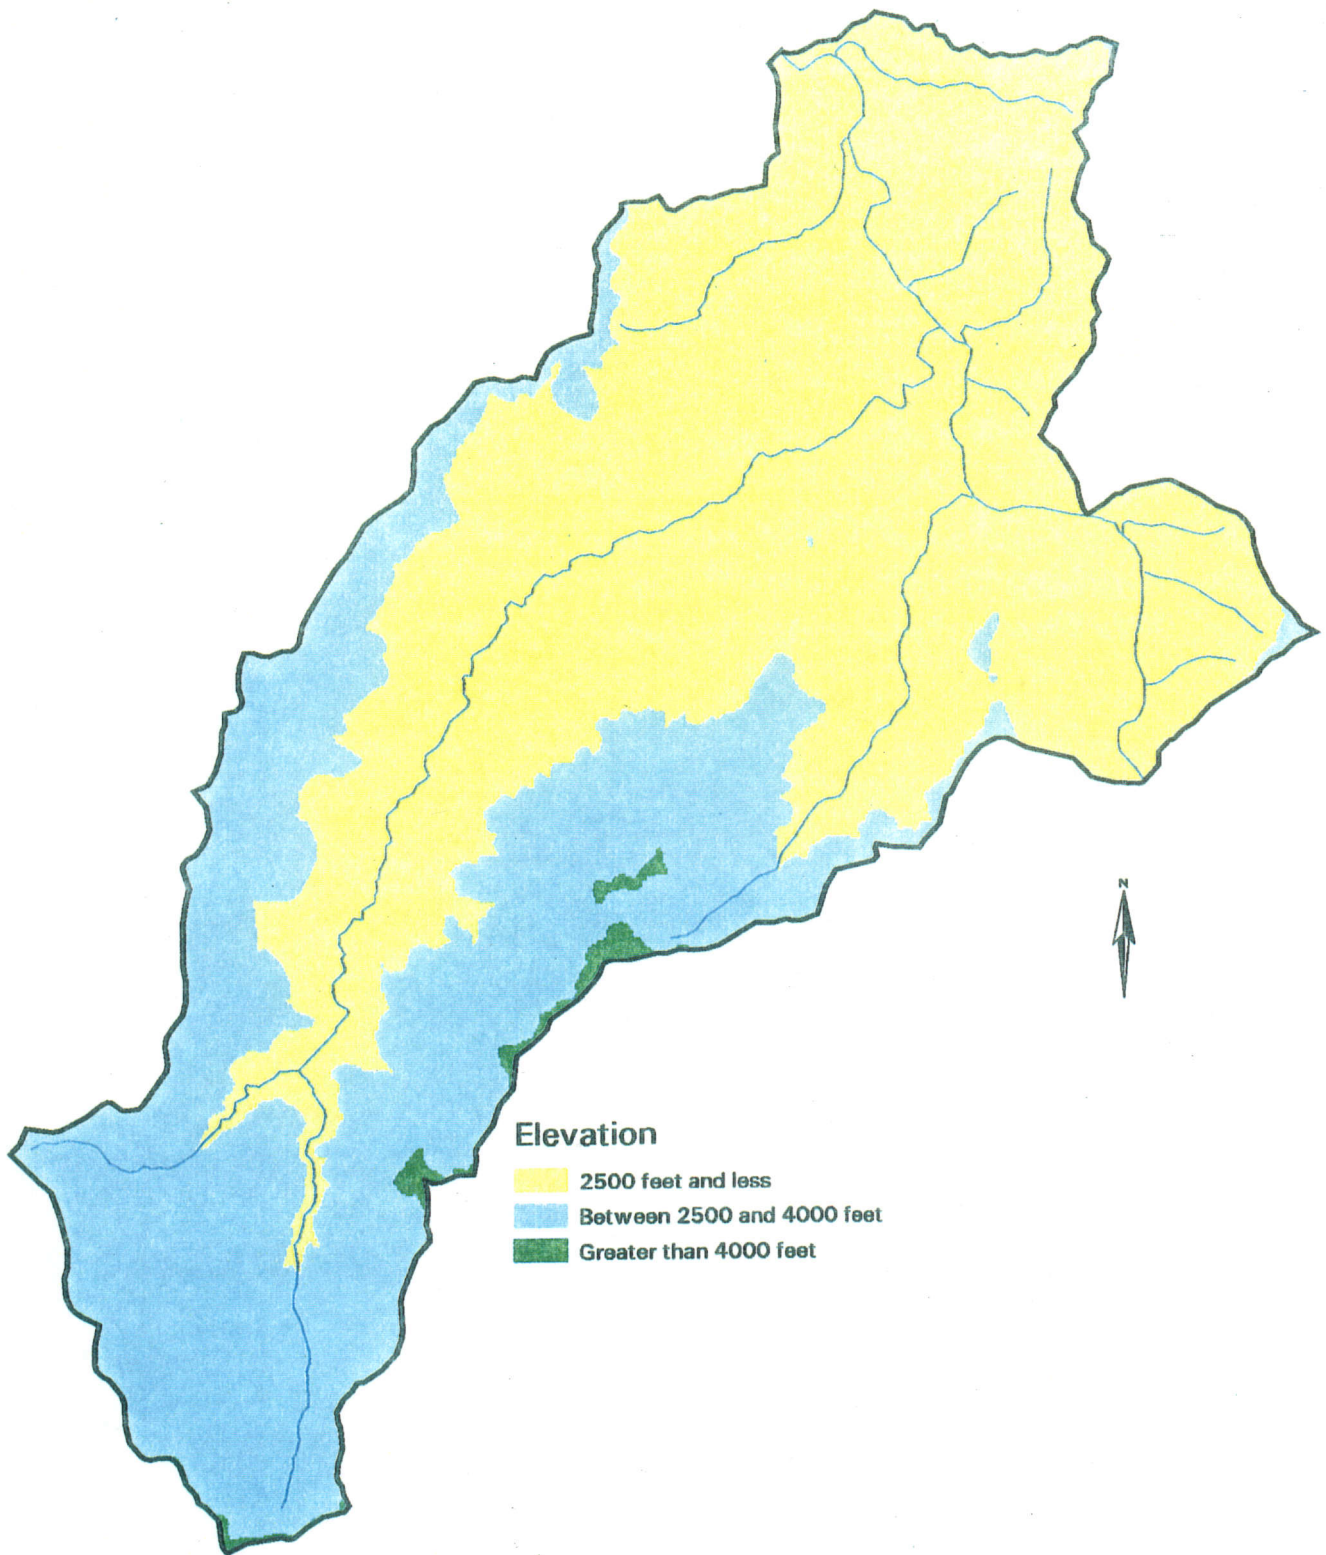 N
Elevation
2500 feet and less
Between 2500 and 4000 feet
Greater than 4000 feet